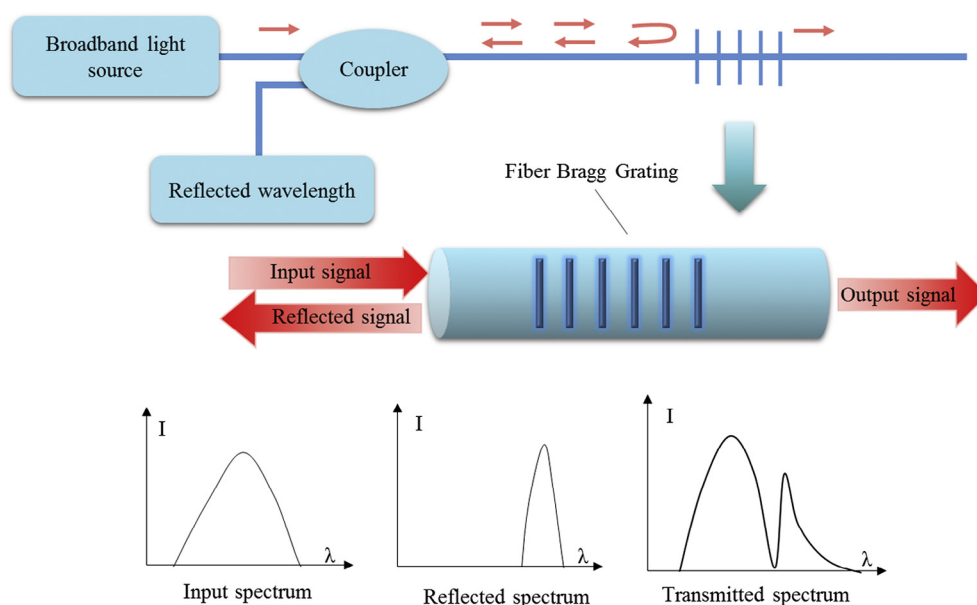 Broadband light
source
Coupler
Reflected wavelength
Fiber Bragg Grating
Input signal
Reflected signal
Output signal
I
λ
Input spectrum
I
λ
Reflected spectrum
I
λ
Transmitted spectrum